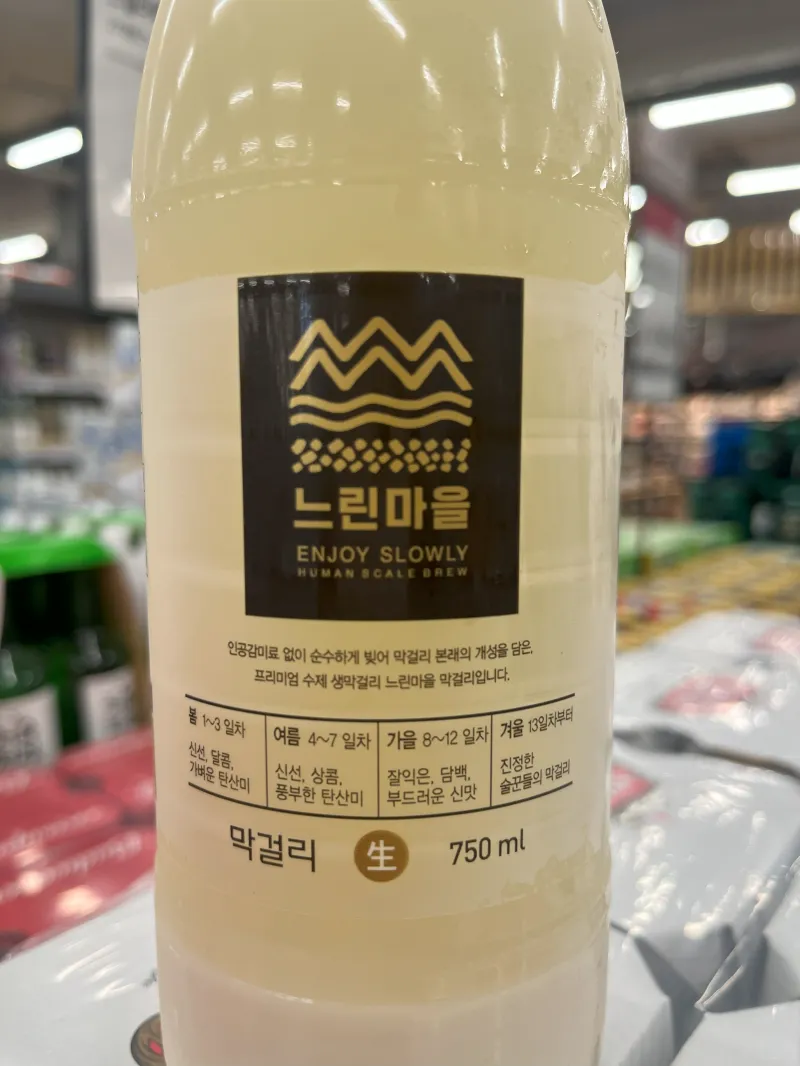 느린마을
ENJOY SLOWLY
HUMAN SCALE BREW
인공감미료 없이 순수하게 빚어 막걸리 본래의 개성을 담은,
프리미엄 수제 생막걸리 느린마을 막걸리입니다.
봄 1~3 일차
신선, 달콤,
가벼운 탄산미
여름 4~7 일차
신선, 상콤,
풍부한 탄산미
가을 8~12 일차
잘익은, 담백,
부드러운 신맛
겨울 13일차부터
진정한
술꾼들의 막걸리
막걸리 生 750 ml